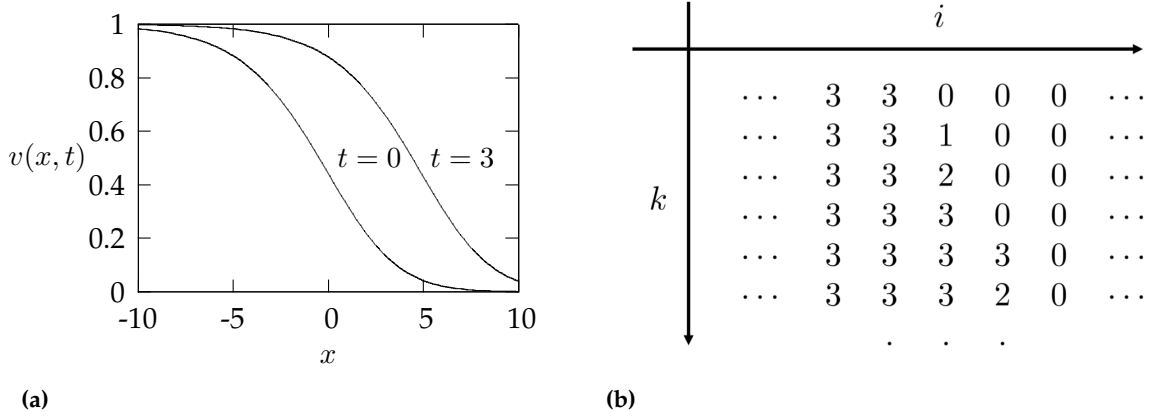 1
0.8
0.6
v(x, t)
t = 0
t = 3
0.4
0.2
0
-10
-5
0
5
10
x
(a)
i
k
⋯ 3 3 0 0 0 ⋯
⋯ 3 3 1 0 0 ⋯
⋯ 3 3 2 0 0 ⋯
⋯ 3 3 3 0 0 ⋯
⋯ 3 3 3 3 0 ⋯
⋯ 3 3 3 2 0 ⋯
. . .
(b)